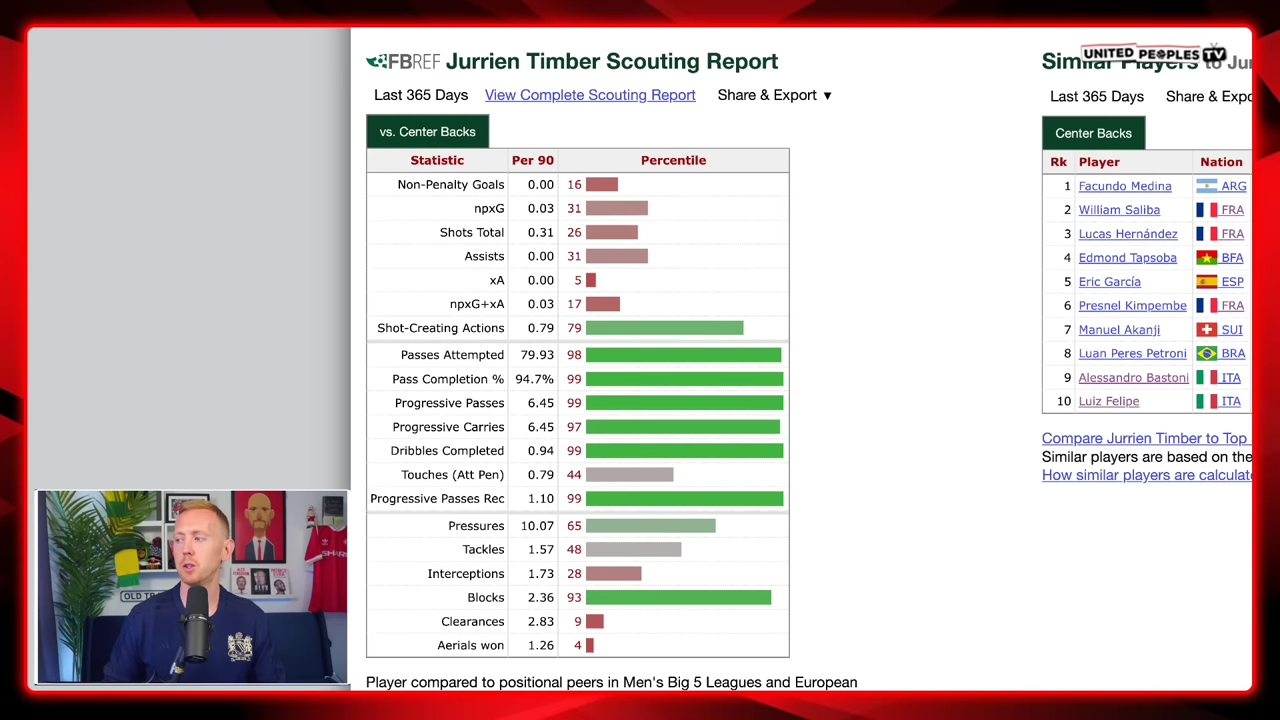 UNITED PEOPLES TV
FBREF Jurrien Timber Scouting Report
Last 365 Days View Complete Scouting Report Share & Export ▼
vs. Center Backs
Statistic Per 90 Percentile
Non-Penalty Goals 0.00 16
npxG 0.03 31
Shots Total 0.31 26
Assists 0.00 31
xA 0.00 5
npxG+xA 0.03 17
Shot-Creating Actions 0.79 79
Passes Attempted 79.93 98
Pass Completion % 94.7% 99
Progressive Passes 6.45 99
Progressive Carries 6.45 97
Dribbles Completed 0.94 99
Touches (Att Pen) 0.79 44
Progressive Passes Rec 1.10 99
Pressures 10.07 65
Tackles 1.57 48
Interceptions 1.73 28
Blocks 2.36 93
Clearances 2.83 9
Aerials won 1.26 4
Player compared to positional peers in Men's Big 5 Leagues and European
Similar Players to Jur
Last 365 Days Share & Expo
Center Backs
Rk Player Nation
1 Facundo Medina ARG
2 William Saliba FRA
3 Lucas Hernández FRA
4 Edmond Tapsoba BFA
5 Eric García ESP
6 Presnel Kimpembe FRA
7 Manuel Akanji SUI
8 Luan Peres Petroni BRA
9 Alessandro Bastoni ITA
10 Luiz Felipe ITA
Compare Jurrien Timber to Top
Similar players are based on the
How similar players are calculate
OLD TR
SHARP